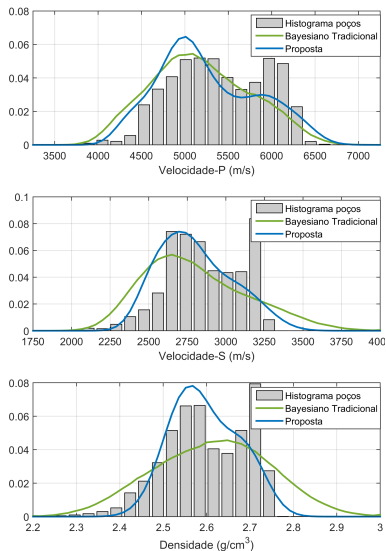 0.08
0.06
0.04
0.02
0
Histograma poços
Bayesiano Tradicional
Proposta
3500 4000 4500 5000 5500 6000 6500 7000
Velocidade-P (m/s)
0.1
0.08
0.06
0.04
0.02
0
Histograma poços
Bayesiano Tradicional
Proposta
1750 2000 2250 2500 2750 3000 3250 3500 3750 4000
Velocidade-S (m/s)
0.08
0.06
0.04
0.02
0
Histograma poços
Bayesiano Tradicional
Proposta
2.2 2.3 2.4 2.5 2.6 2.7 2.8 2.9 3
Densidade (g/cm³)